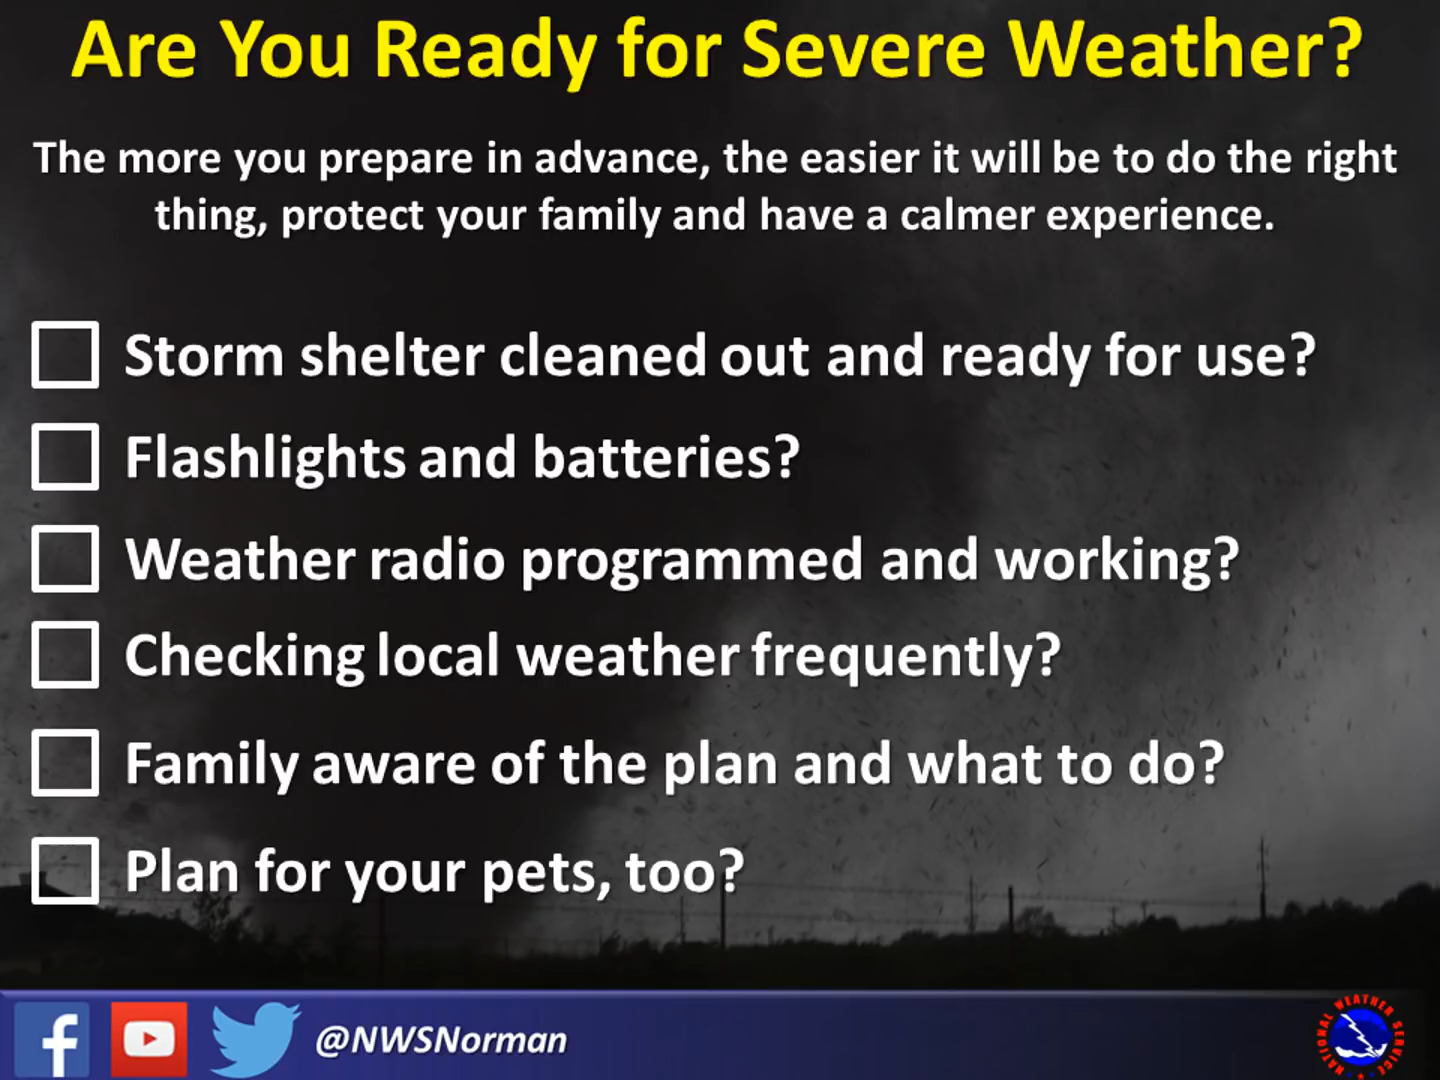 Are You Ready for Severe Weather?
The more you prepare in advance, the easier it will be to do the right
thing, protect your family and have a calmer experience.
Storm shelter cleaned out and ready for use?
Flashlights and batteries?
Weather radio programmed and working?
Checking local weather frequently?
Family aware of the plan and what to do?
Plan for your pets, too?
@NWSNorman
NATIONAL WEATHER SERVICE